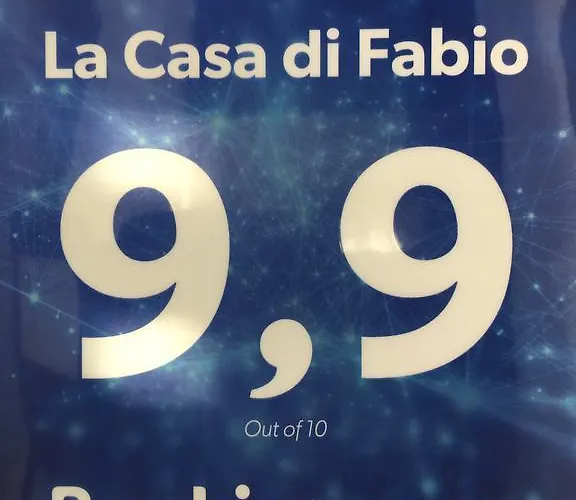 La Casa di Fabio
9,9
Out of 10